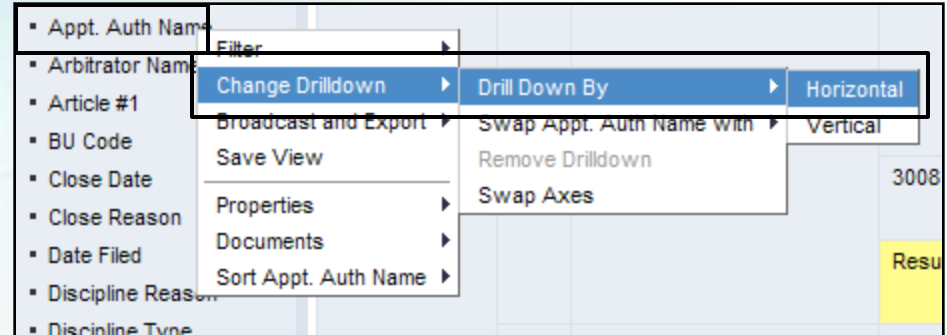 Appt. Auth Name
Arbitrator Name
Article #1
BU Code
Close Date
Close Reason
Date Filed
Discipline Reason
Discipline Type
Filter
Change Drilldown
Broadcast and Export
Save View
Properties
Documents
Sort Appt. Auth Name
Drill Down By
Swap Appt. Auth Name with
Remove Drilldown
Swap Axes
Horizontal
Vertical
3008
Resu